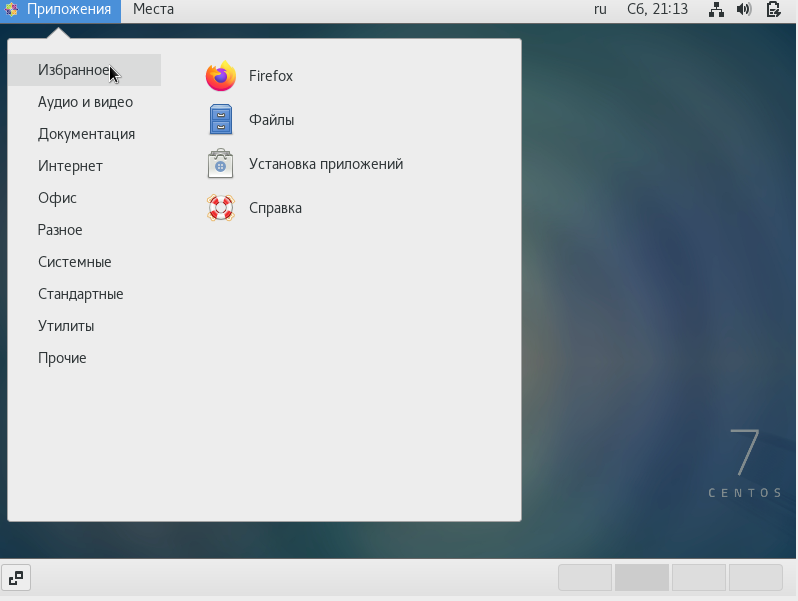 Приложения Места ru Сб, 21:13
Избранное
Аудио и видео
Документация
Интернет
Офис
Разное
Системные
Стандартные
Утилиты
Прочие
Firefox
Файлы
Установка приложений
Справка
7
CENTOS